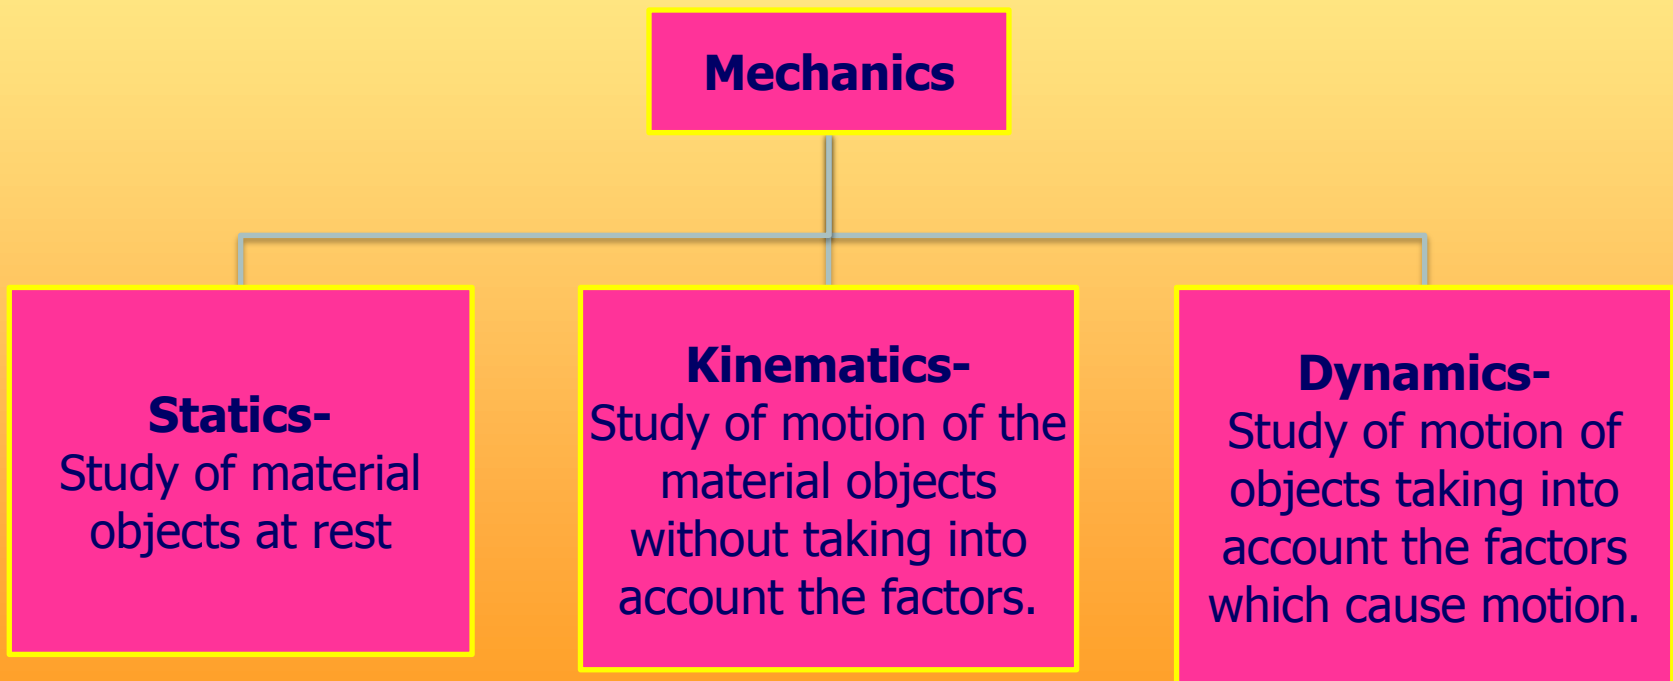 Mechanics
Statics-
Study of material
objects at rest
Kinematics-
Study of motion of the
material objects
without taking into
account the factors.
Dynamics-
Study of motion of
objects taking into
account the factors
which cause motion.